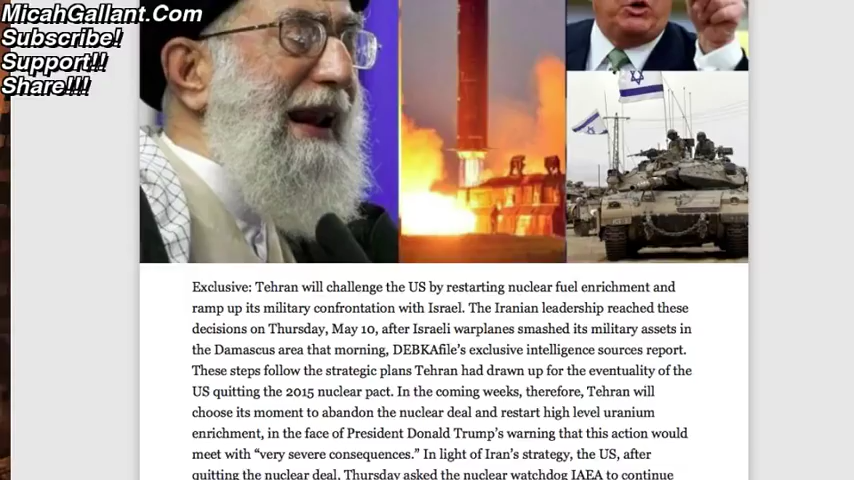 MicahGallant.Com
Subscribe!
Support!!
Share!!!
Exclusive: Tehran will challenge the US by restarting nuclear fuel enrichment and
ramp up its military confrontation with Israel. The Iranian leadership reached these
decisions on Thursday, May 10, after Israeli warplanes smashed its military assets in
the Damascus area that morning, DEBKAfile’s exclusive intelligence sources report.
These steps follow the strategic plans Tehran had drawn up for the eventuality of the
US quitting the 2015 nuclear pact. In the coming weeks, therefore, Tehran will
choose its moment to abandon the nuclear deal and restart high level uranium
enrichment, in the face of President Donald Trump’s warning that this action would
meet with “very severe consequences.” In light of Iran’s strategy, the US, after
quitting the nuclear deal, Thursday asked the nuclear watchdog IAEA to continue